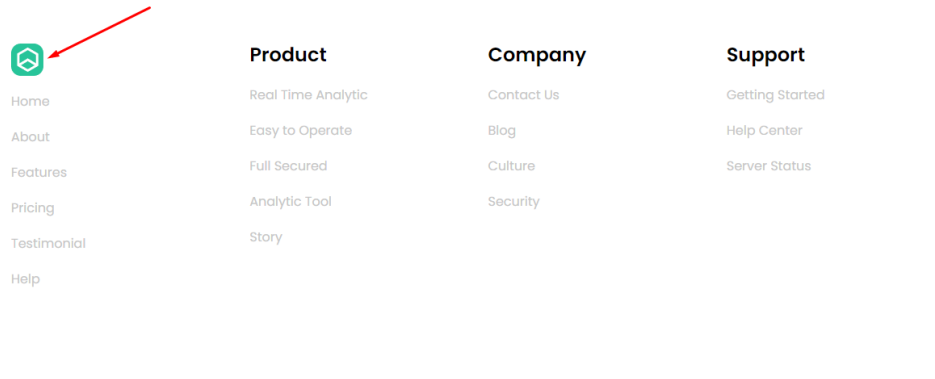 Home
About
Features
Pricing
Testimonial
Help
Product
Real Time Analytic
Easy to Operate
Full Secured
Analytic Tool
Story
Company
Contact Us
Blog
Culture
Security
Support
Getting Started
Help Center
Server Status